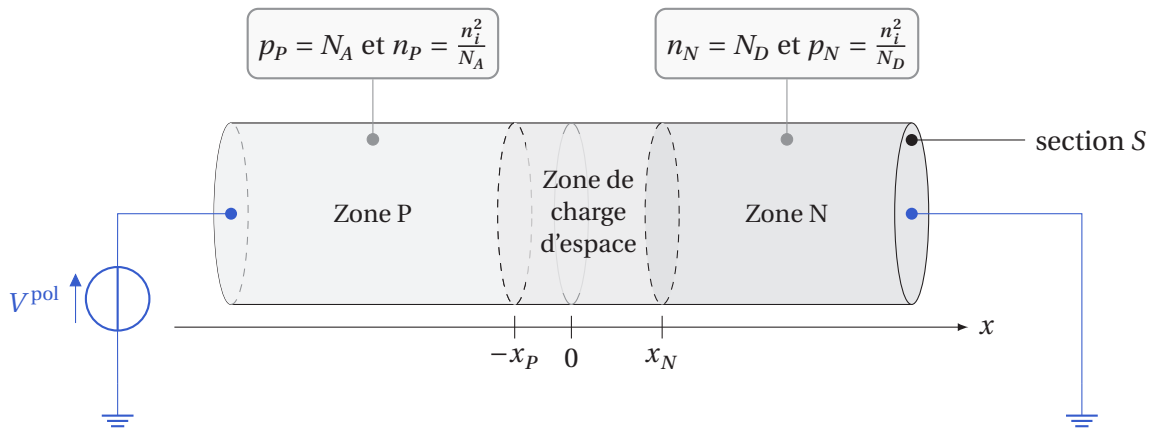 p_P = N_A et n_P = n_i^2/N_A
n_N = N_D et p_N = n_i^2/N_D
section S
Zone P
Zone de
charge
d'espace
Zone N
V^pol
x
−x_P
0
x_N